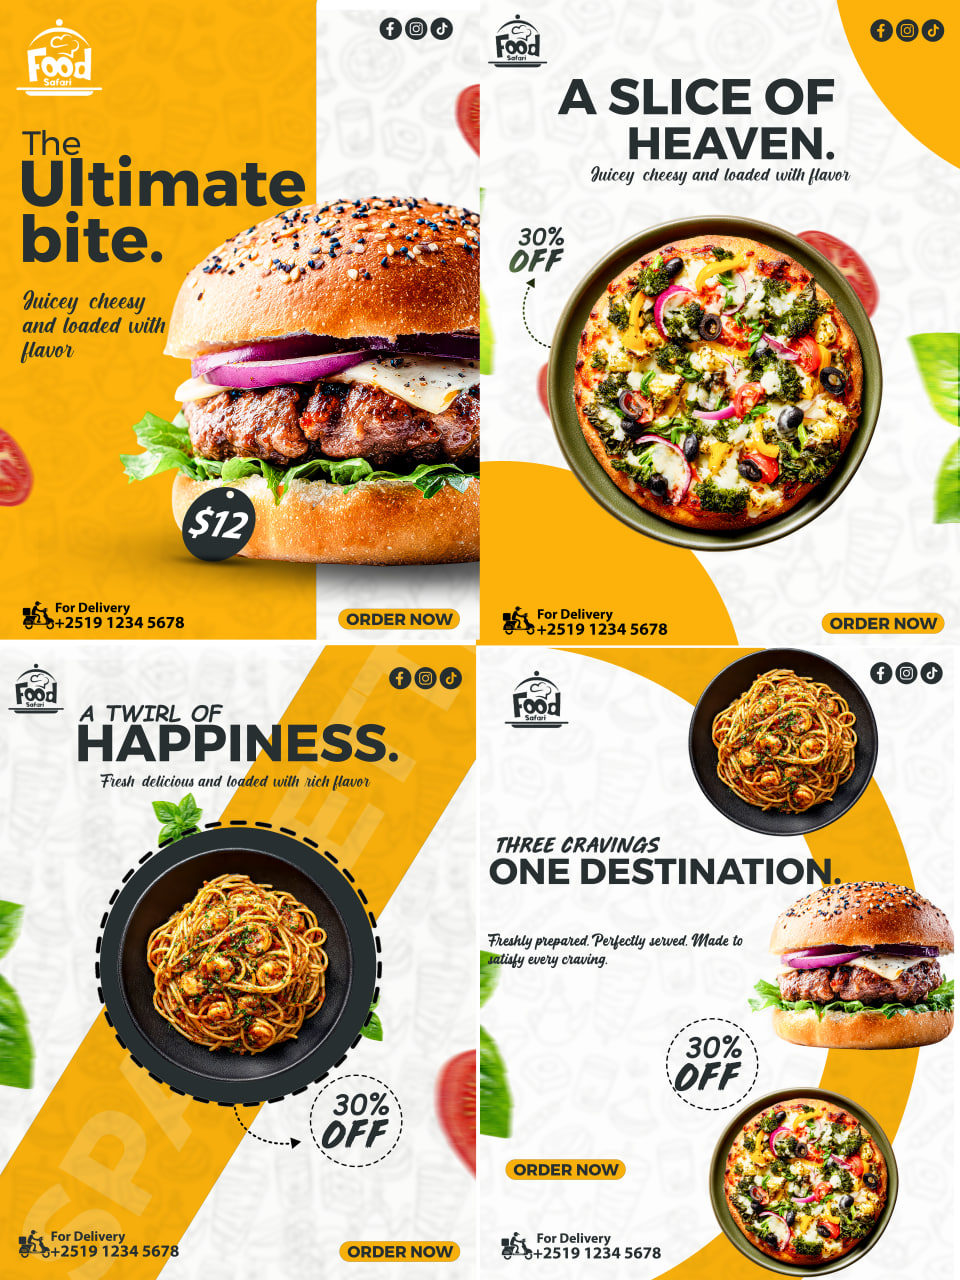 Food
Safari
The
Ultimate
bite.
Juicey cheesy
and loaded with
flavor
$12
For Delivery
+2519 1234 5678
ORDER NOW
Food
Safari
A SLICE OF
HEAVEN.
Juicey cheesy and loaded with flavor
30%
OFF
For Delivery
+2519 1234 5678
ORDER NOW
Food
Safari
A TWIRL OF
HAPPINESS.
Fresh delicious and loaded with rich flavor
30%
OFF
For Delivery
+2519 1234 5678
ORDER NOW
Food
Safari
THREE CRAVINGS
ONE DESTINATION.
Freshly prepared. Perfectly served. Made to
satisfy every craving.
30%
OFF
ORDER NOW
For Delivery
+2519 1234 5678